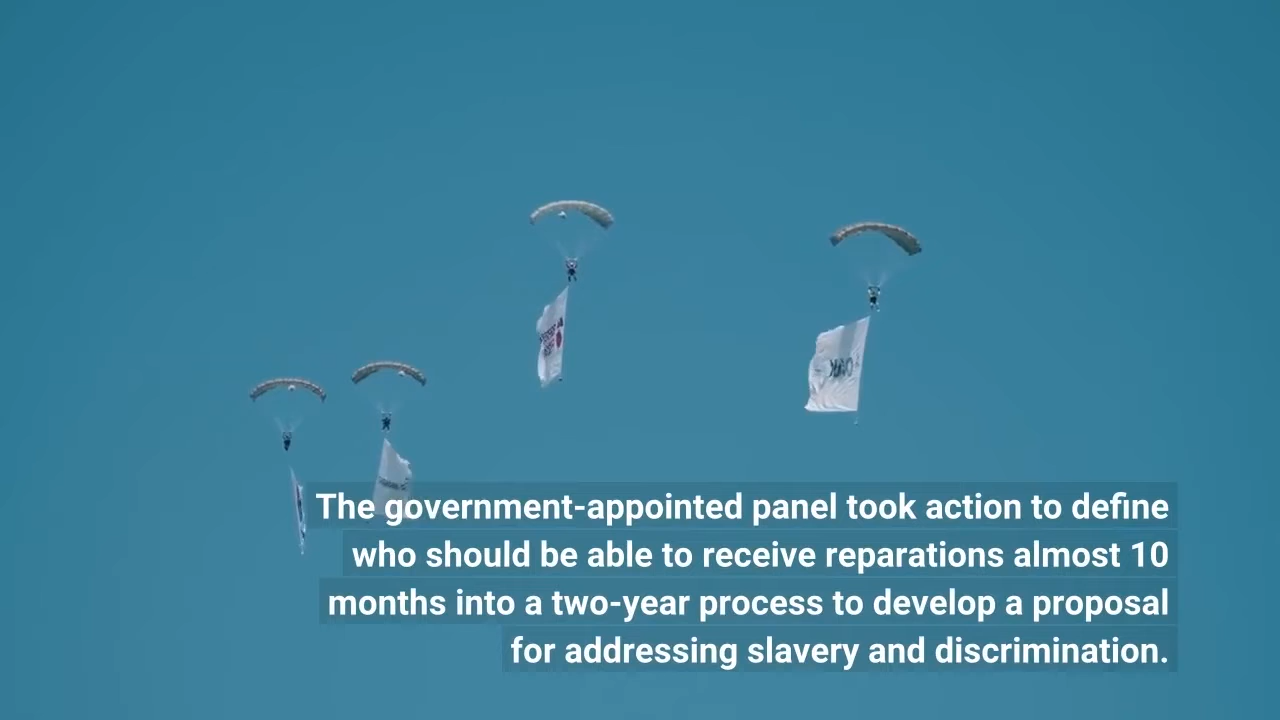 The government-appointed panel took action to define
who should be able to receive reparations almost 10
months into a two-year process to develop a proposal
for addressing slavery and discrimination.